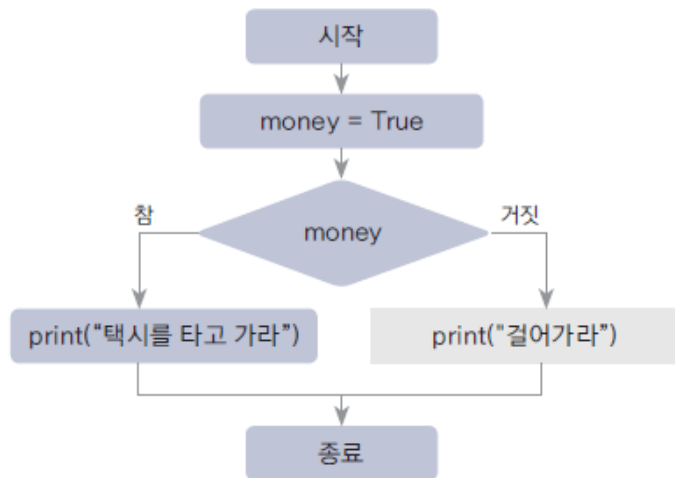 시작
money = True
참
거짓
money
print(“택시를 타고 가라”)
print("걸어가라”)
종료